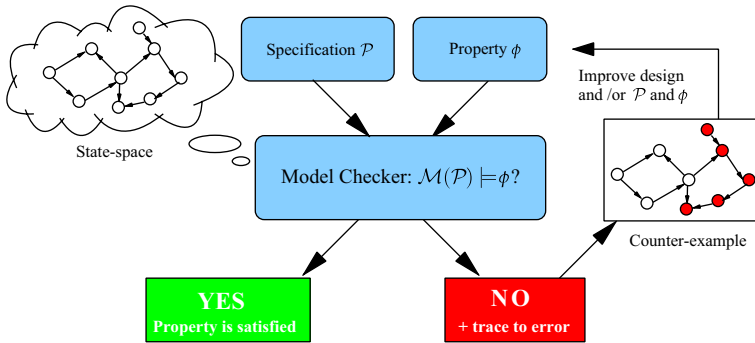 Specification 𝒫
Property ϕ
Improve design
and /or 𝒫 and ϕ
State-space
Model Checker: ℳ(𝒫) ⊨ϕ?
Counter-example
YES
Property is satisfied
NO
+ trace to error